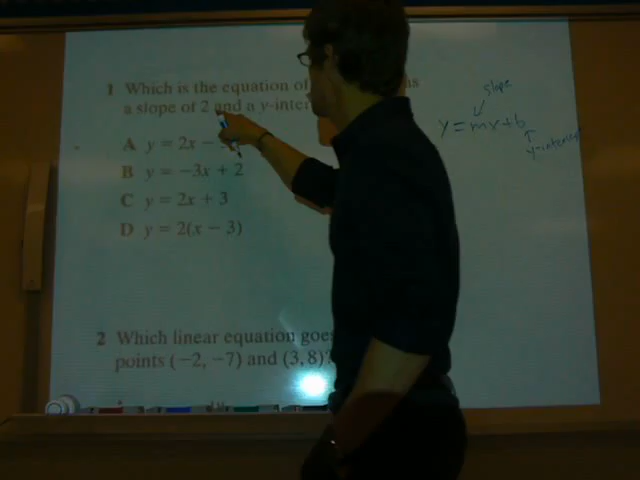 1 Which is the equation of
a slope of 2 and a y-inter
A y = 2x -
B y = -3x + 2
C y = 2x + 3
D y = 2(x - 3)
2 Which linear equation goes
points (-2, -7) and (3, 8)?
slope
y = mx + b
y-intercept